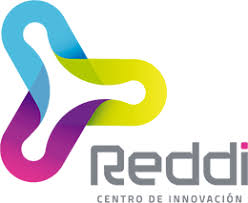 Reddi
CENTRO DE INNOVACIÓN